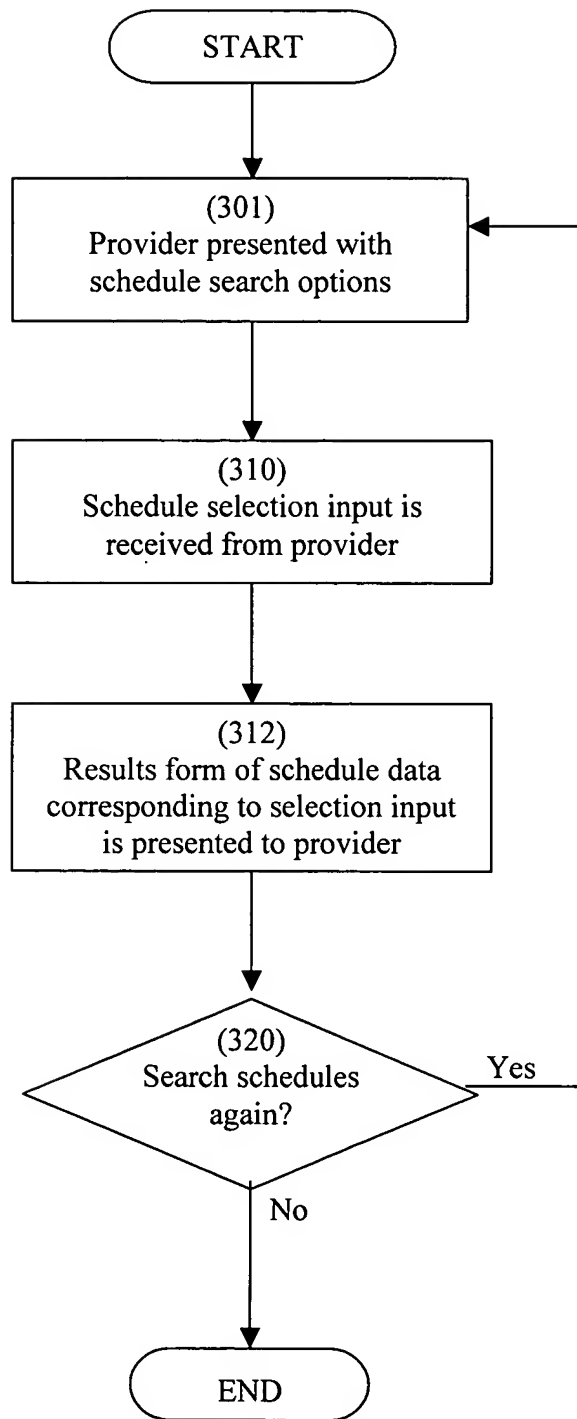 START
(301)
Provider presented with
schedule search options
(310)
Schedule selection input is
received from provider
(312)
Results form of schedule data
corresponding to selection input
is presented to provider
(320)
Search schedules
again?
Yes
No
END